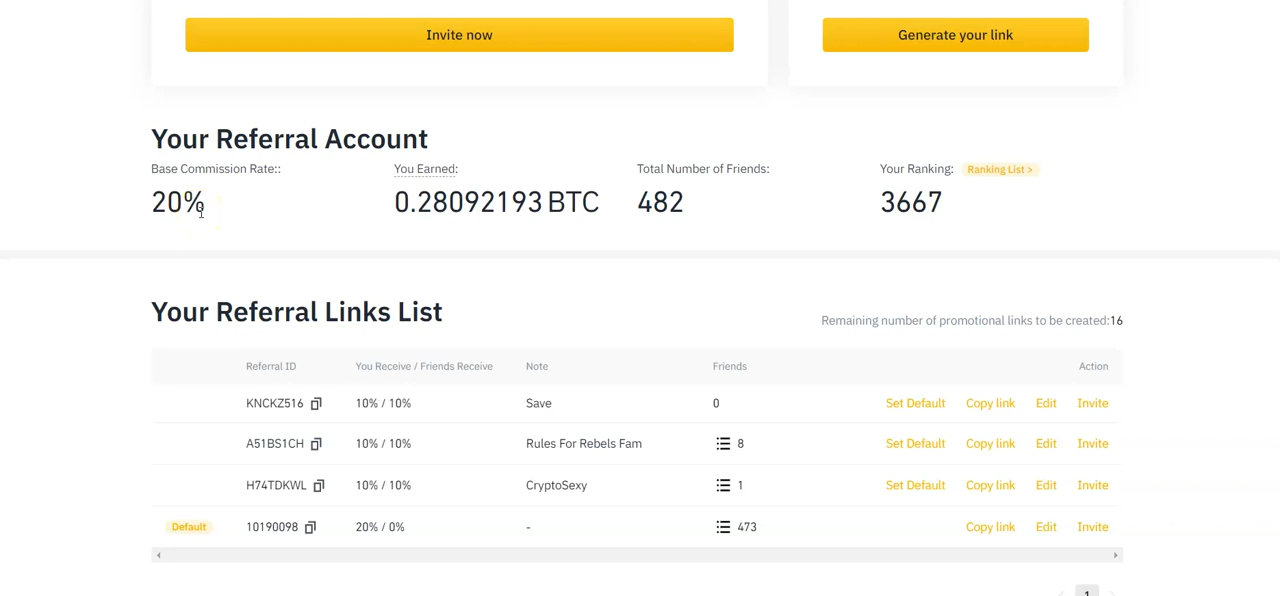 Invite now
Generate your link
Your Referral Account
Base Commission Rate::
You Earned:
Total Number of Friends:
Your Ranking: Ranking List >
20%
0.28092193 BTC
482
3667
Your Referral Links List
Remaining number of promotional links to be created:16
Referral ID You Receive / Friends Receive Note Friends Action
KNCKZ516 10% / 10% Save 0 Set Default Copy link Edit Invite
A51BS1CH 10% / 10% Rules For Rebels Fam 8 Set Default Copy link Edit Invite
H74TDKWL 10% / 10% CryptoSexy 1 Set Default Copy link Edit Invite
Default 10190098 20% / 0% - 473 Copy link Edit Invite
1